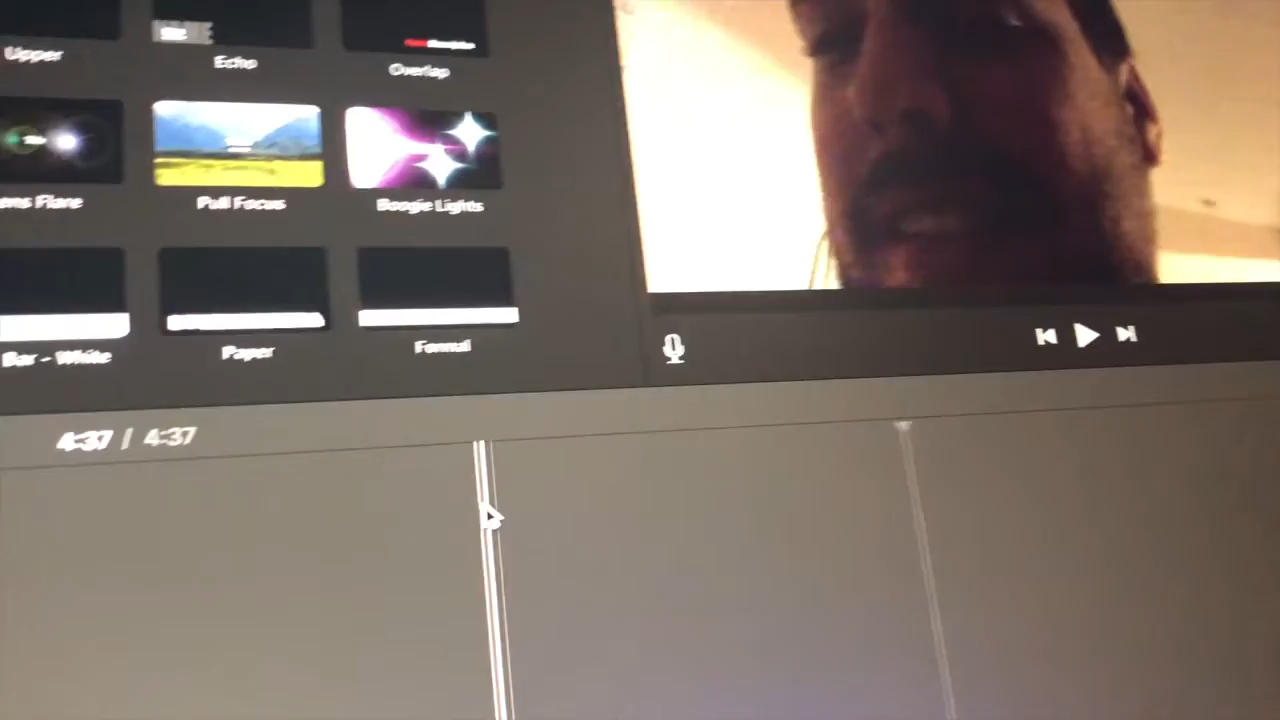 Upper
Echo
Overlap
ens Flare
Pull Focus
Boogie Lights
Bar - White
Paper
Formal
4:37 / 4:37